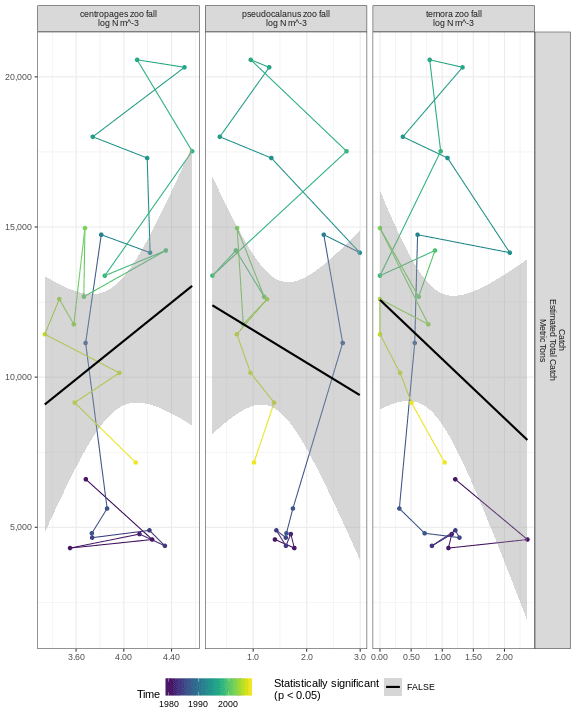 centropages zoo fall
log N m^-3
pseudocalanus zoo fall
log N m^-3
temora zoo fall
log N m^-3
20,000
15,000
10,000
5,000
Catch
Estimated Total Catch
Metric Tons
3.60 4.00 4.40
1.0 2.0 3.0
0.00 0.50 1.00 1.50 2.00
Time
1980 1990 2000
Statistically significant
(p < 0.05)
FALSE